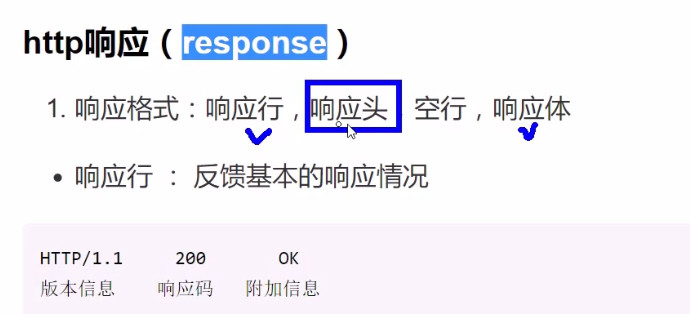 http响应（response）
1. 响应格式：响应行，响应头，空行，响应体
• 响应行 ： 反馈基本的响应情况
HTTP/1.1 200 OK
版本信息 响应码 附加信息